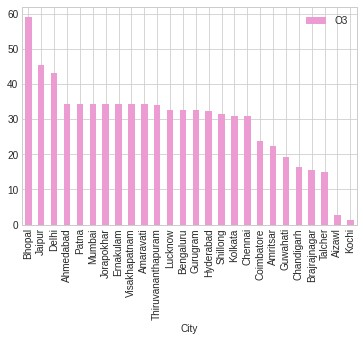 60
50
40
30
20
10
0
O3
Bhopal
Jaipur
Delhi
Ahmedabad
Patna
Mumbai
Jorapokhar
Ernakulam
Visakhapatnam
Amaravati
Thiruvananthapuram
Lucknow
Bengaluru
Gurugram
Hyderabad
Shillong
Kolkata
Chennai
Coimbatore
Amritsar
Guwahati
Chandigarh
Brajrajnagar
Talcher
Aizawl
Kochi
City